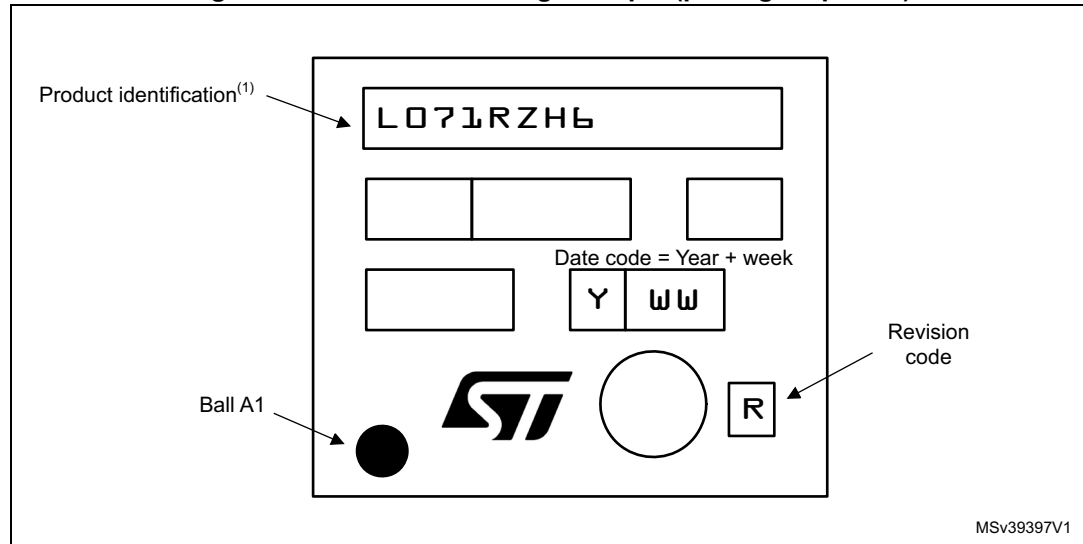 Product identification(1)
L071RZH6
Date code = Year + week
Y WW
Revision
code
Ball A1
R
MSv39397V1